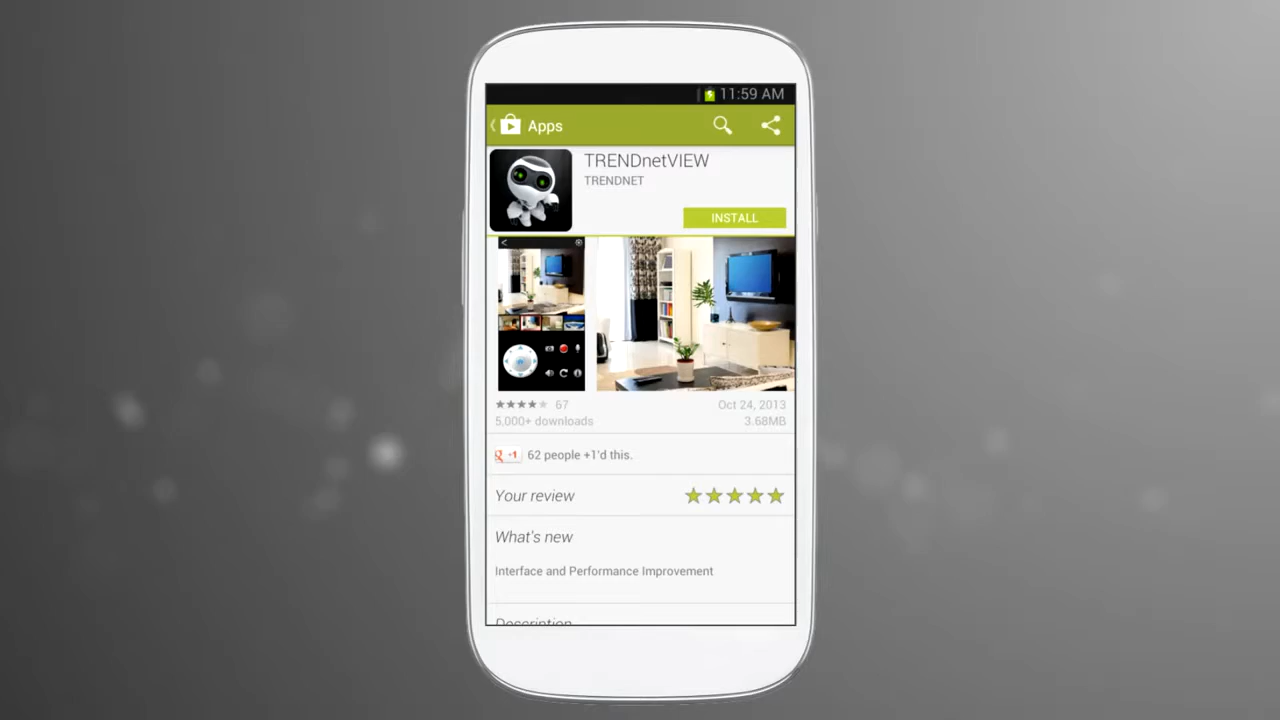 11:59 AM
Apps
TRENDnetVIEW
TRENDNET
INSTALL
67
Oct 24, 2013
5,000+ downloads
3.68MB
g +1
62 people +1'd this.
Your review
What's new
Interface and Performance Improvement
Description